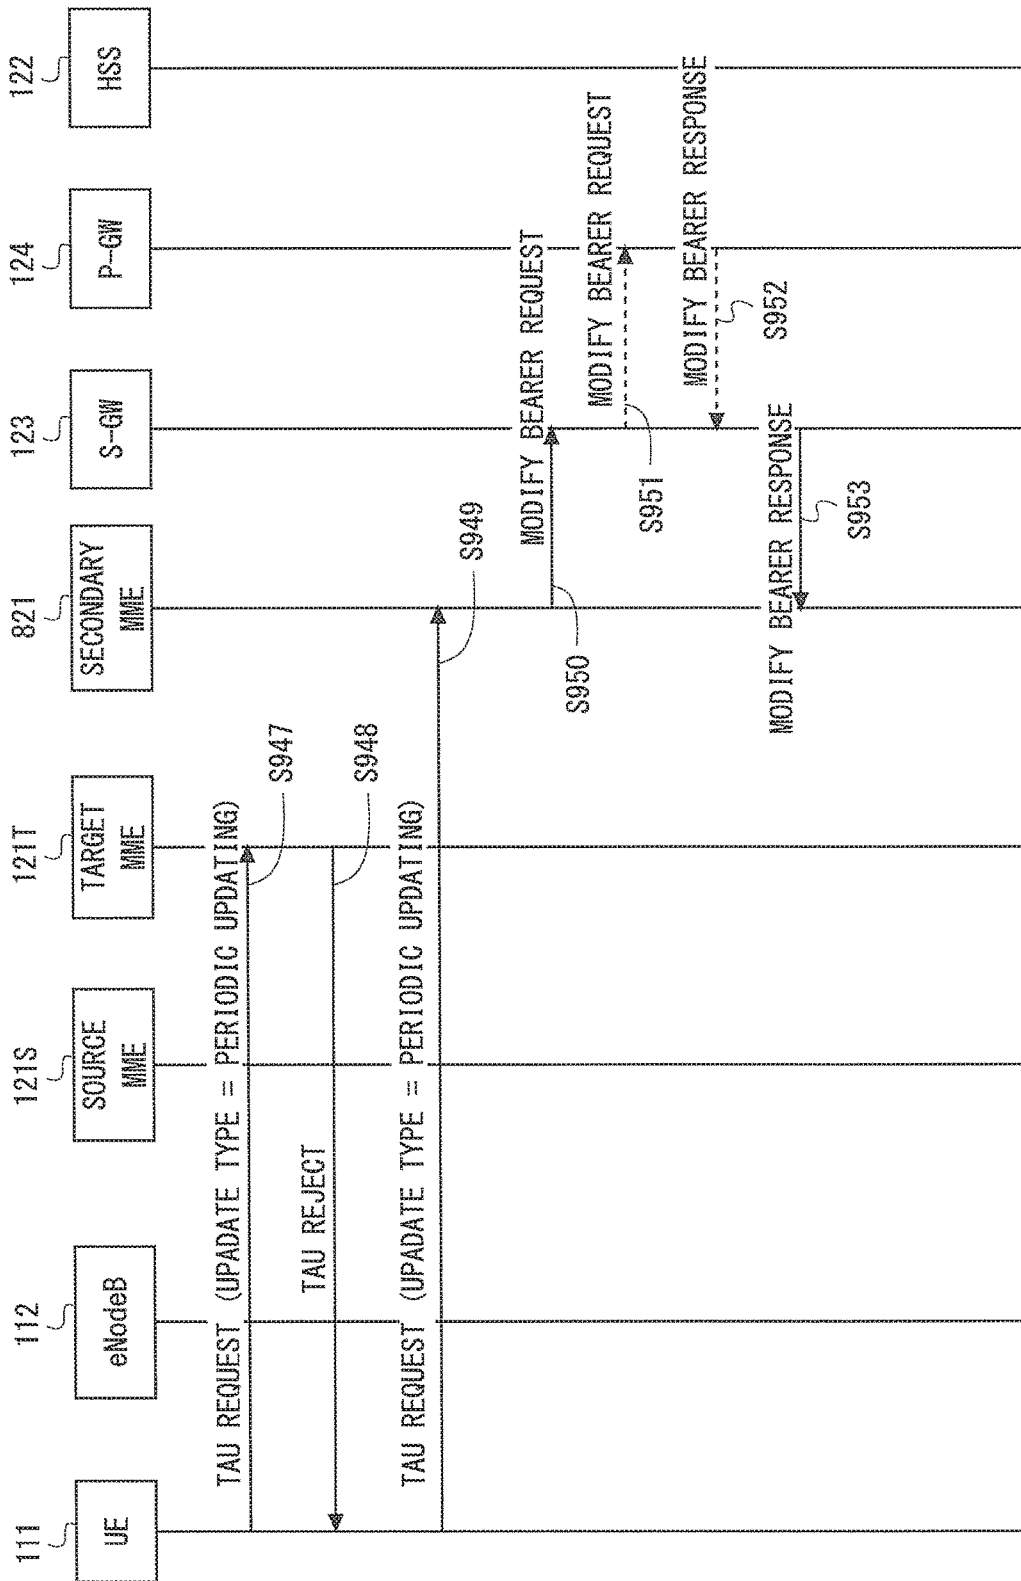 111
UE
112
eNodeB
121S
SOURCE
MME
121T
TARGET
MME
821
SECONDARY
MME
123
S-GW
124
P-GW
122
HSS
TAU REQUEST (UPADATE TYPE = PERIODIC UPDATING)
S947
TAU REJECT
S948
TAU REQUEST (UPADATE TYPE = PERIODIC UPDATING)
S949
MODIFY BEARER REQUEST
S950
MODIFY BEARER REQUEST
S951
MODIFY BEARER RESPONSE
S952
MODIFY BEARER RESPONSE
S953